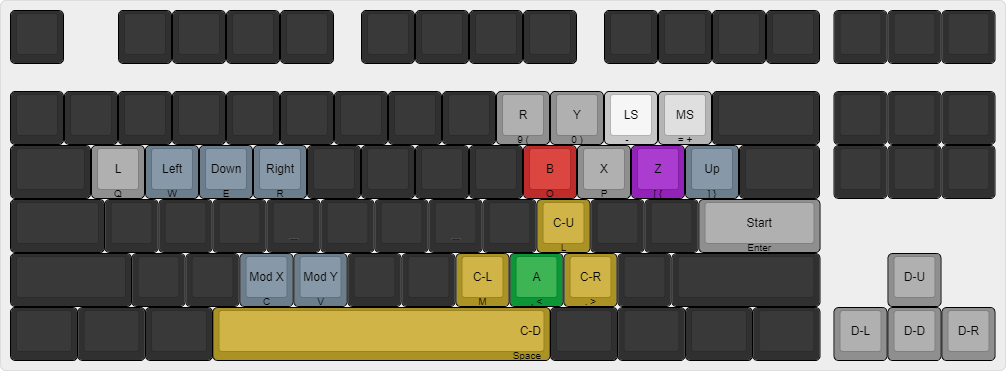 R Y LS MS
9 ( 0 ) - = +
L Left Down Right B X Z Up
Q W E R O P [ { ] }
C-U Start
_ _ L Enter
Mod X Mod Y C-L A C-R D-U
C V M , < . >
C-D D-L D-D D-R
Space